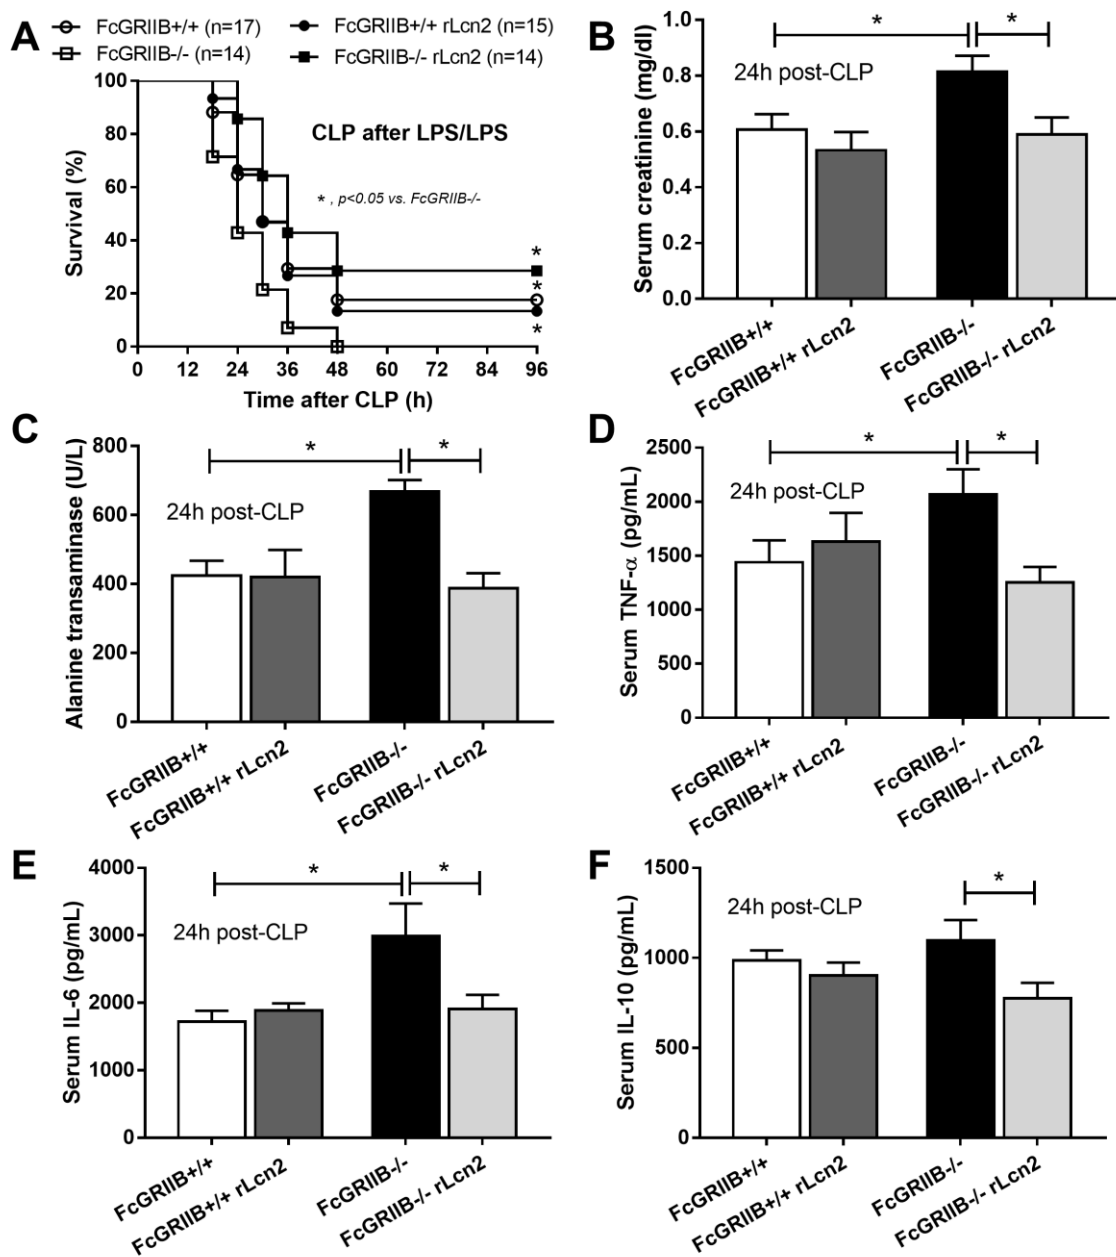 A
FcGRIIB+/+ (n=17)
FcGRIIB+/+ rLcn2 (n=15)
FcGRIIB-/- (n=14)
FcGRIIB-/- rLcn2 (n=14)
100
80
60
40
20
0
Survival (%)
CLP after LPS/LPS
* , p<0.05 vs. FcGRIIB-/-
*
*
*
0 12 24 36 48 60 72 84 96
Time after CLP (h)
B
1.0
0.8
0.6
0.4
0.2
0.0
Serum creatinine (mg/dl)
24h post-CLP
* *
FcGRIIB+/+
FcGRIIB+/+ rLcn2
FcGRIIB-/-
FcGRIIB-/- rLcn2
C
800
600
400
200
0
Alanine transaminase (U/L)
24h post-CLP
* *
FcGRIIB+/+
FcGRIIB+/+ rLcn2
FcGRIIB-/-
FcGRIIB-/- rLcn2
D
2500
2000
1500
1000
500
0
Serum TNF-α (pg/mL)
24h post-CLP
* *
FcGRIIB+/+
FcGRIIB+/+ rLcn2
FcGRIIB-/-
FcGRIIB-/- rLcn2
E
4000
3000
2000
1000
0
Serum IL-6 (pg/mL)
24h post-CLP
* *
FcGRIIB+/+
FcGRIIB+/+ rLcn2
FcGRIIB-/-
FcGRIIB-/- rLcn2
F
1500
1000
500
0
Serum IL-10 (pg/mL)
24h post-CLP
*
FcGRIIB+/+
FcGRIIB+/+ rLcn2
FcGRIIB-/-
FcGRIIB-/- rLcn2